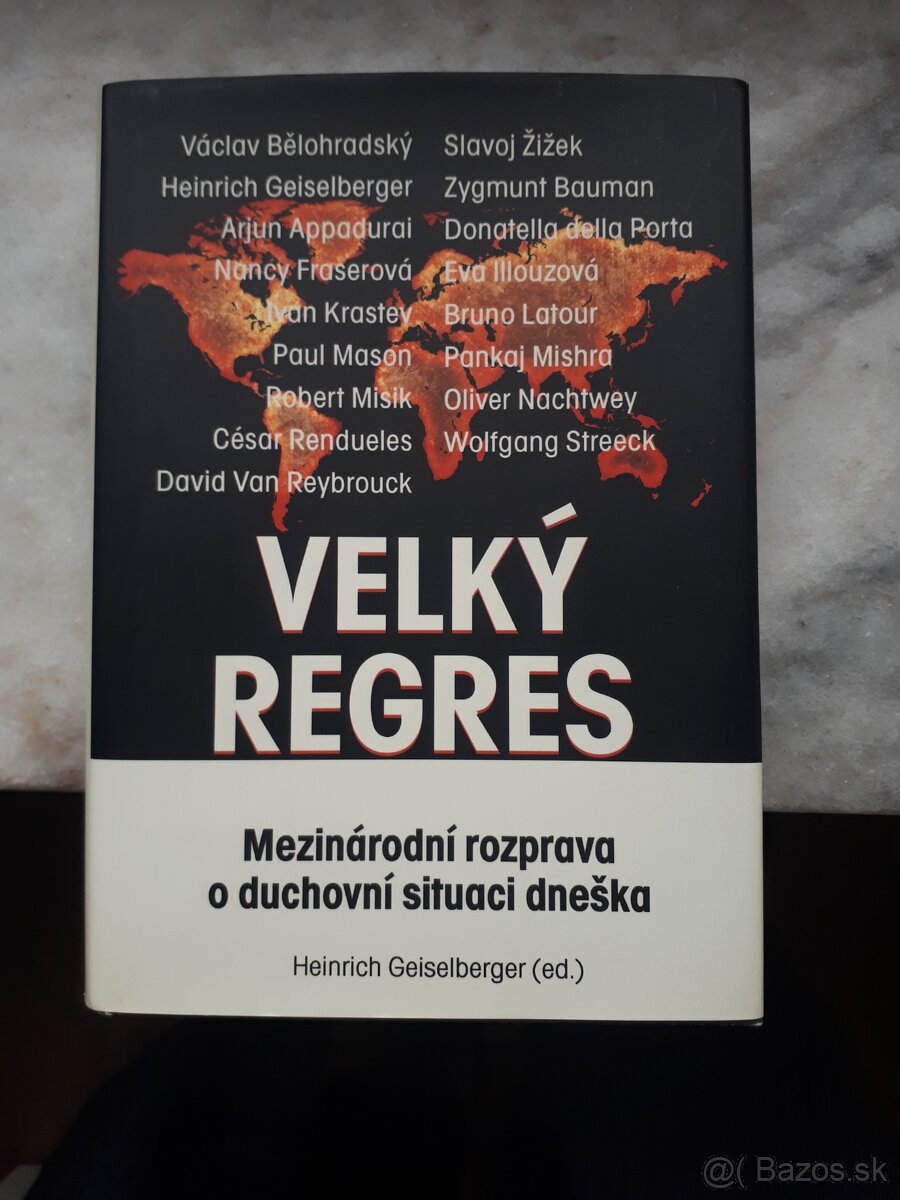 Václav Bělohradský
Heinrich Geiselberger
Arjun Appadurai
Nancy Fraserová
Ivan Krastev
Paul Mason
Robert Misik
César Rendueles
David Van Reybrouck
Slavoj Žižek
Zygmunt Bauman
Donatella della Porta
Eva Illouzová
Bruno Latour
Pankaj Mishra
Oliver Nachtwey
Wolfgang Streeck
VELKÝ
REGRES
Mezinárodní rozprava
o duchovní situaci dneška
Heinrich Geiselberger (ed.)
@( Bazos.sk